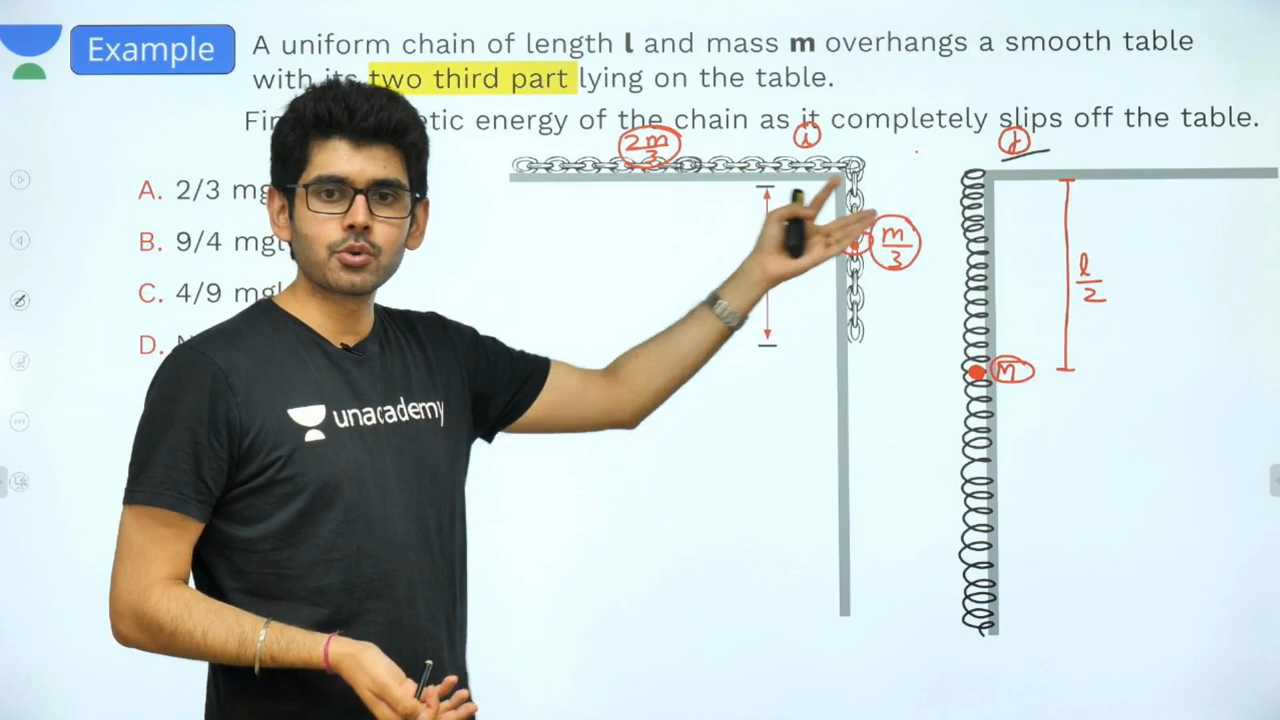 Example
A uniform chain of length l and mass m overhangs a smooth table
with its two third part lying on the table.
etic energy of the chain as it completely slips off the table.
2m/3
i
f
A. 2/3 mg
B. 9/4 mg
C. 4/9 mgl
D.
m/3
l/2
m
unacademy